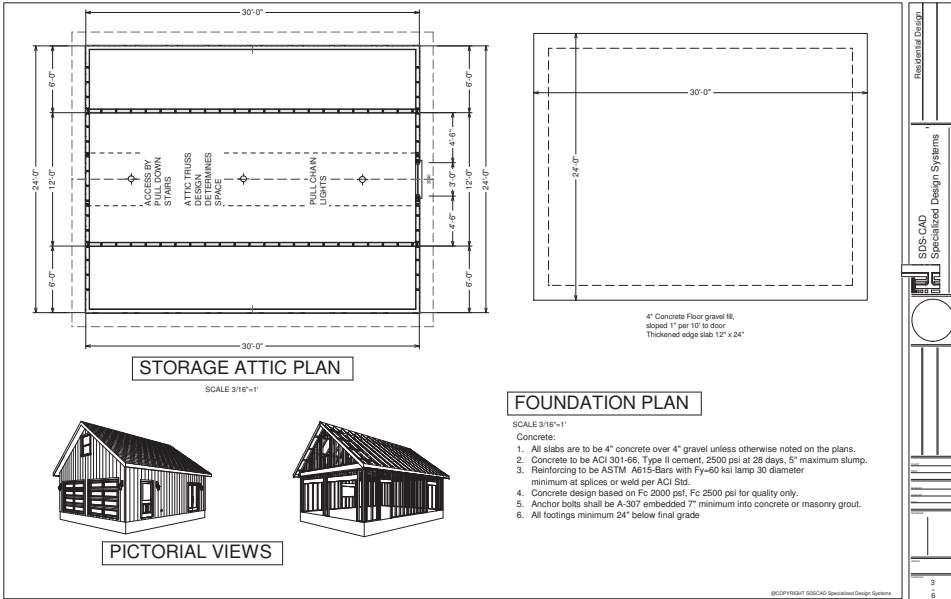 30'-0"
6'-0"
12'-0"
6'-0"
24'-0"
ACCESS BY
PULL DOWN
STAIRS
ATTIC TRUSS
DESIGN
DETERMINES
SPACE
PULL CHAIN
LIGHTS
6'-0"
4'-6"
3'-0"
4'-6"
12'-0"
6'-0"
24'-0"
30'-0"
STORAGE ATTIC PLAN
SCALE 3/16"=1'
PICTORIAL VIEWS
30'-0"
24'-0"
4" Concrete Floor gravel fill,
sloped 1" per 10' to door
Thickened edge slab 12" x 24"
FOUNDATION PLAN
SCALE 3/16"=1'
Concrete:
1. All slabs are to be 4" concrete over 4" gravel unless otherwise noted on the plans.
2. Concrete to be ACI 301-66, Type II cement, 2500 psi at 28 days, 5" maximum slump.
3. Reinforcing to be ASTM A615-Bars with Fy=60 ksi lamp 30 diameter
minimum at splices or weld per ACI Std.
4. Concrete design based on Fc 2000 psf, Fc 2500 psi for quality only.
5. Anchor bolts shall be A-307 embedded 7" minimum into concrete or masonry grout.
6. All footings minimum 24" below final grade
©COPYRIGHT SDSCAD Specialized Design Systems
Residential Design
SDS-CAD
Specialized Design Systems
3
6